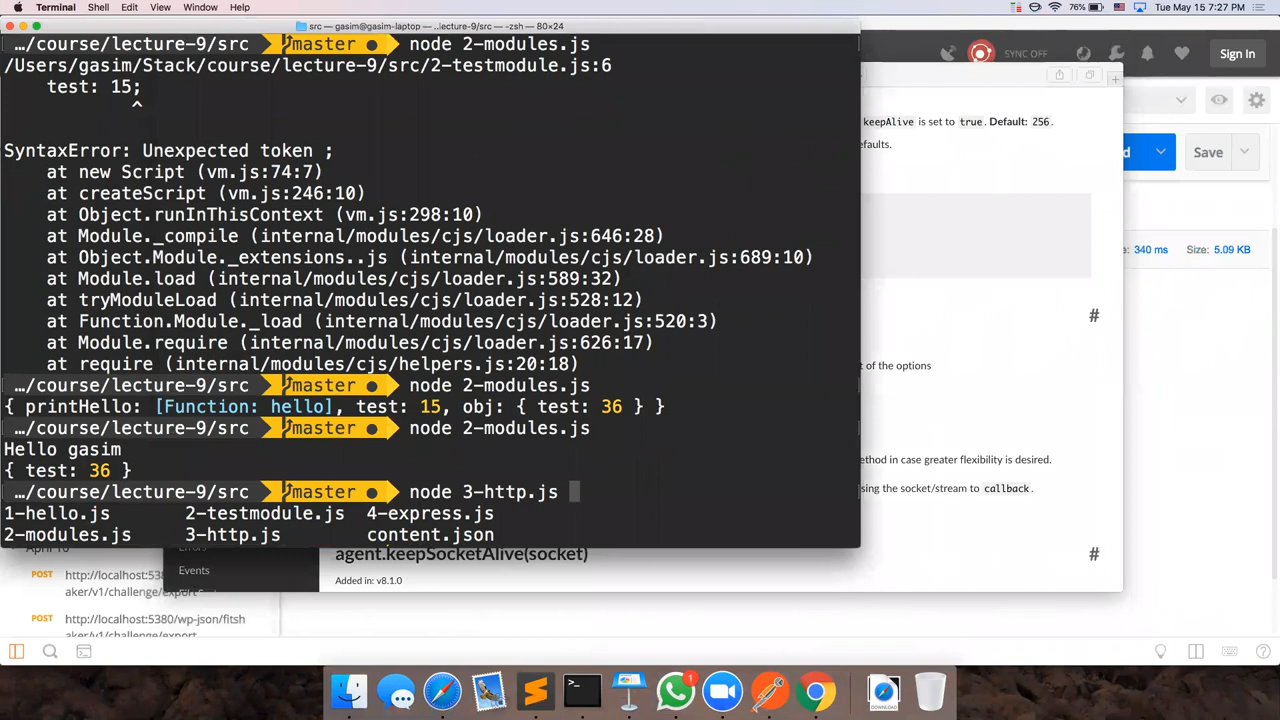 Terminal Shell Edit View Window Help
76% Tue May 15 7:27 PM
src — gasim@gasim-laptop — ..lecture-9/src — -zsh — 80×24
…/course/lecture-9/src master ● node 2-modules.js
/Users/gasim/Stack/course/lecture-9/src/2-testmodule.js:6
test: 15;
^
SyntaxError: Unexpected token ;
at new Script (vm.js:74:7)
at createScript (vm.js:246:10)
at Object.runInThisContext (vm.js:298:10)
at Module._compile (internal/modules/cjs/loader.js:646:28)
at Object.Module._extensions..js (internal/modules/cjs/loader.js:689:10)
at Module.load (internal/modules/cjs/loader.js:589:32)
at tryModuleLoad (internal/modules/cjs/loader.js:528:12)
at Function.Module._load (internal/modules/cjs/loader.js:520:3)
at Module.require (internal/modules/cjs/loader.js:626:17)
at require (internal/modules/cjs/helpers.js:20:18)
…/course/lecture-9/src master ● node 2-modules.js
{ printHello: [Function: hello], test: 15, obj: { test: 36 } }
…/course/lecture-9/src master ● node 2-modules.js
Hello gasim
{ test: 36 }
…/course/lecture-9/src master ● node 3-http.js
1-hello.js 2-testmodule.js 4-express.js
2-modules.js 3-http.js content.json
SYNC OFF
Sign In
keepAlive is set to true. Default: 256.
efaults.
d
Save
: 340 ms Size: 5.09 KB
#
t of the options
ethod in case greater flexibility is desired.
sing the socket/stream to callback.
agent.keepSocketAlive(socket) #
Added in: v8.1.0
Events
POST http://localhost:538
aker/v1/challenge/export
POST http://localhost:5380/wp-json/fitsh
aker/v1/challenge/export
1
DOWNLOAD